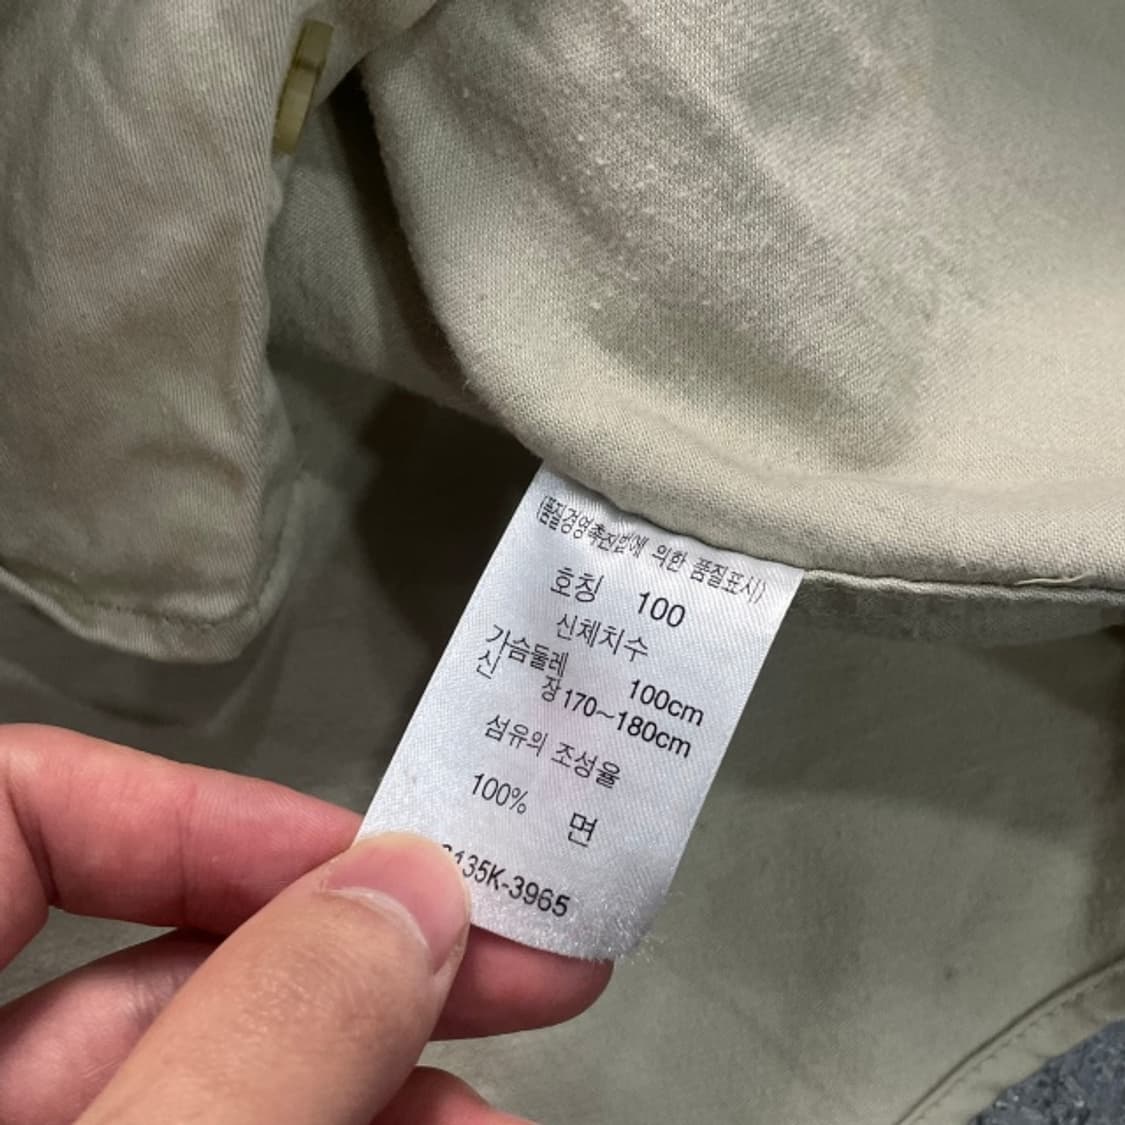 (품질경영촉진법에 의한 품질표시)
호칭 100
신체치수
가슴둘레 100cm
신 장 170~180cm
섬유의 조성율
100% 면
135K-3965